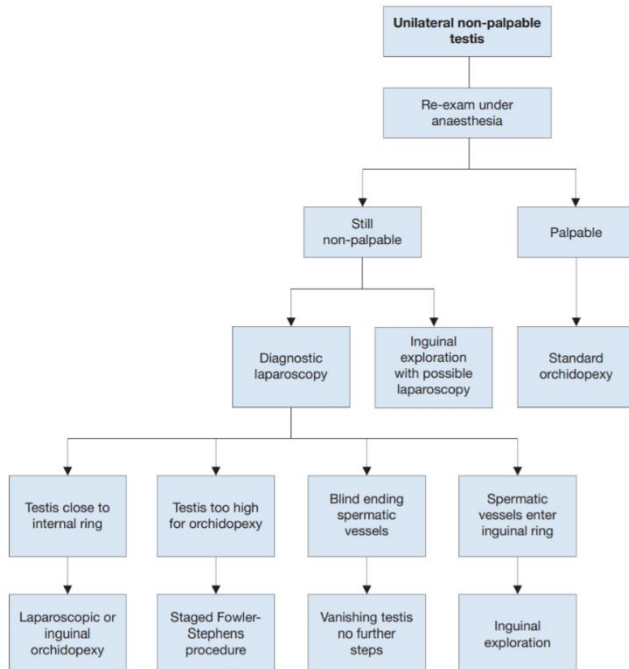 Unilateral non-palpable
testis
Re-exam under
anaesthesia
Still
non-palpable
Palpable
Diagnostic
laparoscopy
Inguinal
exploration
with possible
laparoscopy
Standard
orchidopexy
Testis close to
internal ring
Testis too high
for orchidopexy
Blind ending
spermatic
vessels
Spermatic
vessels enter
inguinal ring
Laparoscopic or
inguinal
orchidopexy
Staged Fowler-
Stephens
procedure
Vanishing testis
no further
steps
Inguinal
exploration